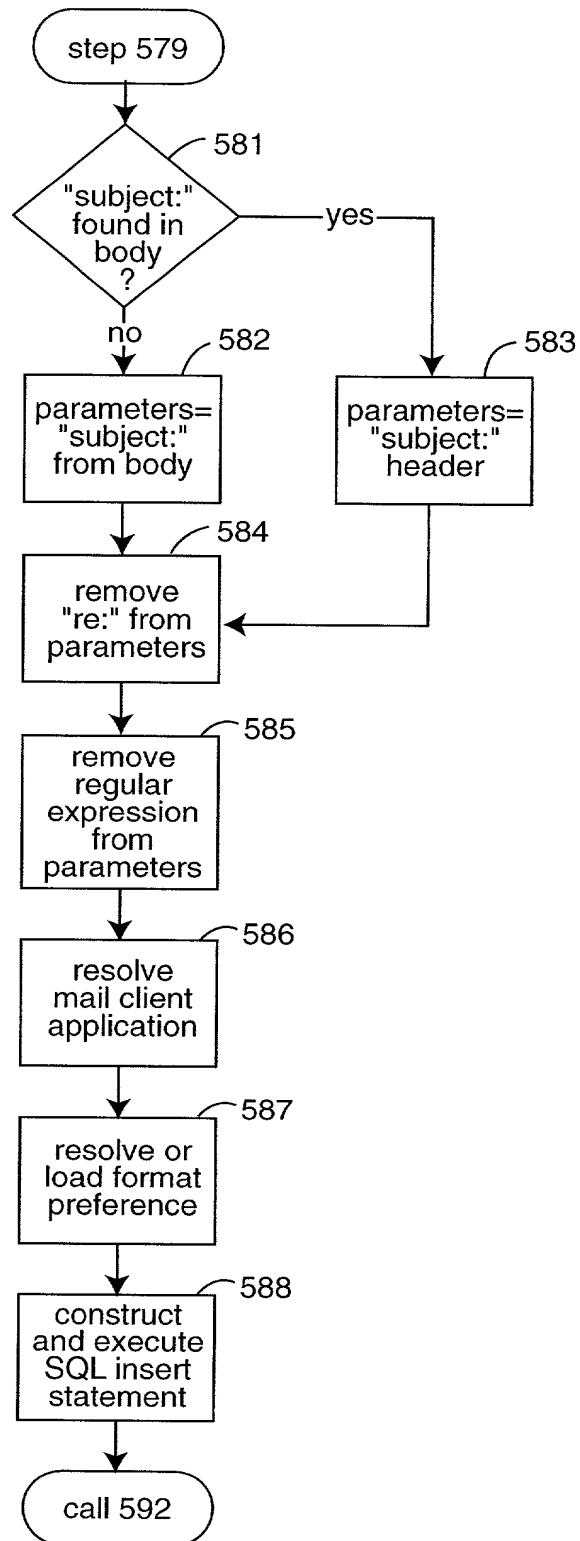 step 579
581
"subject:"
found in
body
?
yes
no
582
583
parameters=
"subject:"
from body
parameters=
"subject:"
header
584
remove
"re:" from
parameters
585
remove
regular
expression
from
parameters
586
resolve
mail client
application
587
resolve or
load format
preference
588
construct
and execute
SQL insert
statement
call 592